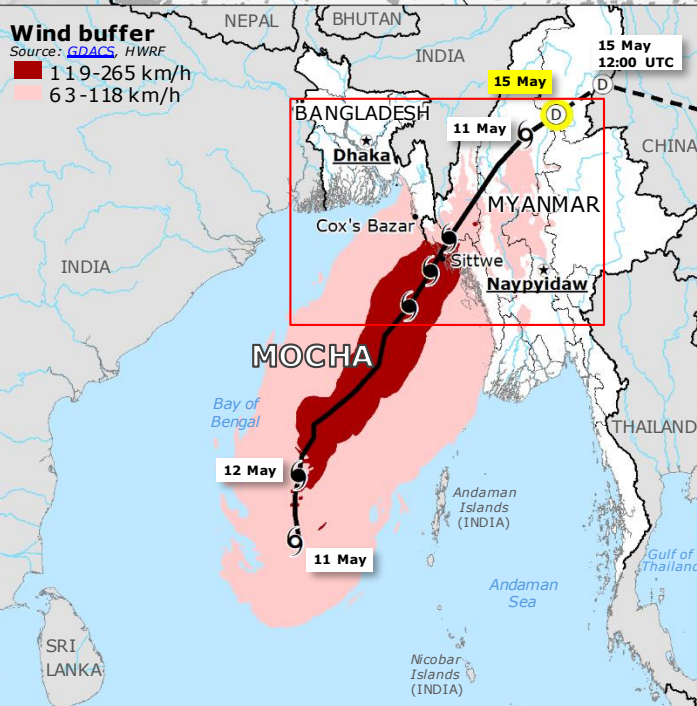 NEPAL
BHUTAN
Wind buffer
Source: GDACS, HWRF
119-265 km/h
63-118 km/h
INDIA
15 May
12:00 UTC
15 May
D
D
BANGLADESH
11 May
Dhaka
CHINA
MYANMAR
Cox's Bazar
Sittwe
INDIA
Naypyidaw
MOCHA
Bay of
Bengal
THAILAND
12 May
Andaman
Islands
(INDIA)
11 May
Gulf of
Thailand
Andaman
Sea
SRI
LANKA
Nicobar
Islands
(INDIA)